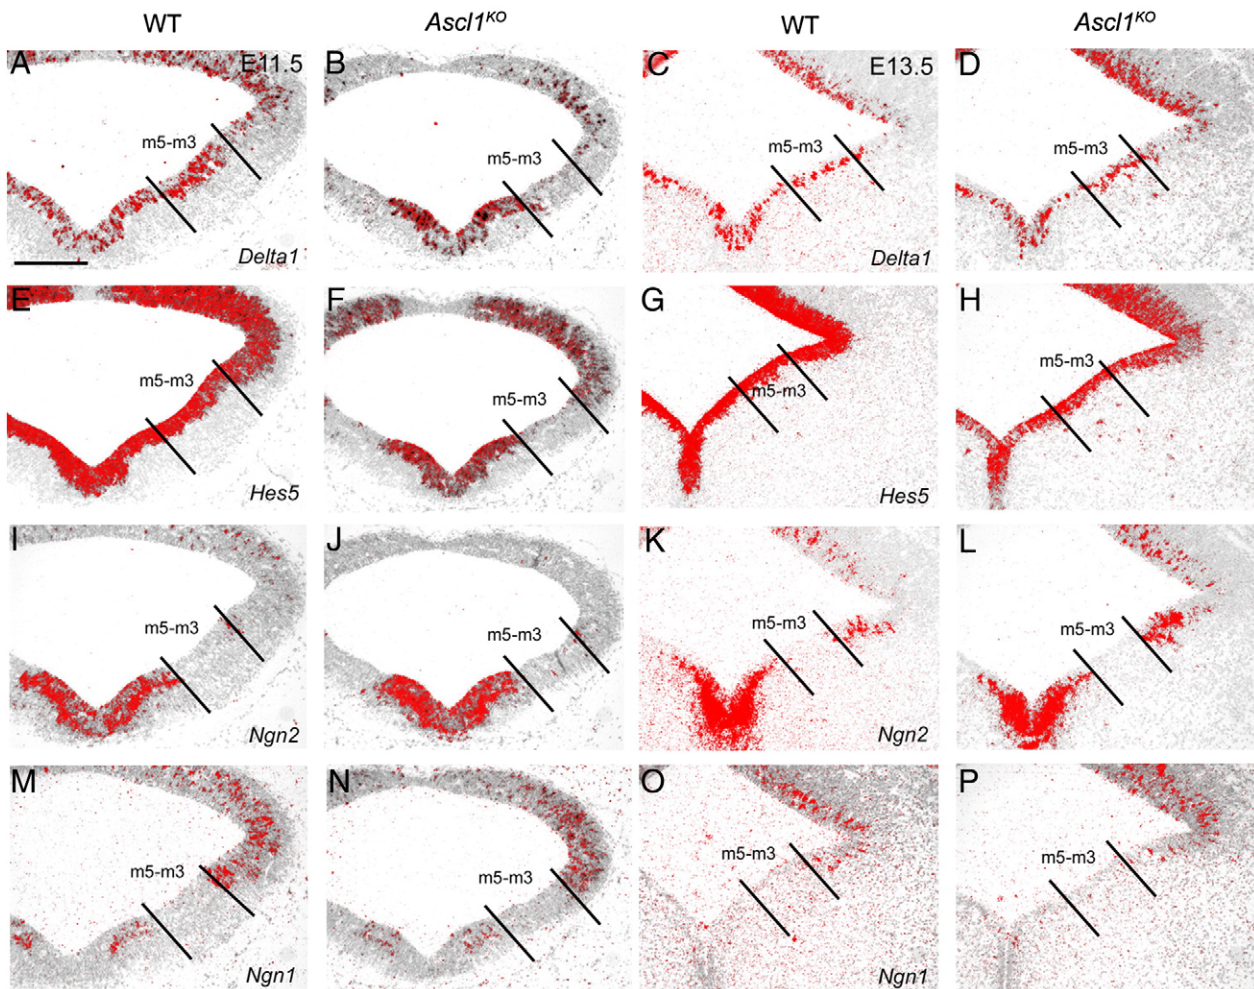 WT Ascl1KO WT Ascl1KO
A E11.5 B C E13.5 D
m5-m3 m5-m3 m5-m3 m5-m3
Delta1 Delta1
E F G H
m5-m3 m5-m3 m5-m3 m5-m3
Hes5 Hes5
I J K L
m5-m3 m5-m3 m5-m3 m5-m3
Ngn2 Ngn2
M N O P
m5-m3 m5-m3 m5-m3 m5-m3
Ngn1 Ngn1